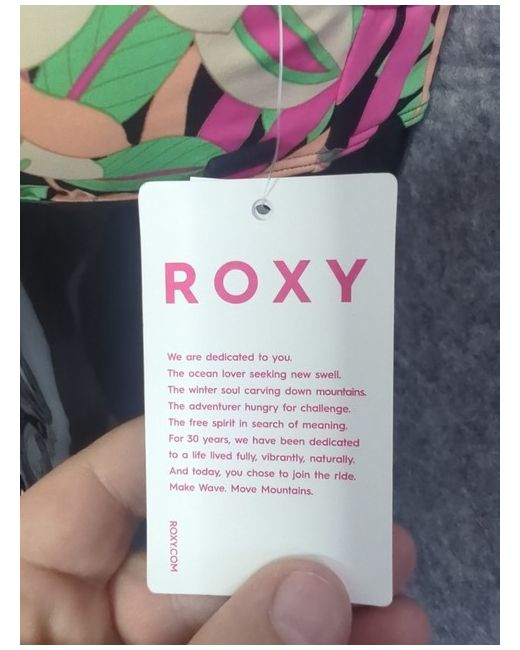 ROXY
We are dedicated to you.
The ocean lover seeking new swell.
The winter soul carving down mountains.
The adventurer hungry for challenge.
The free spirit in search of meaning.
For 30 years, we have been dedicated
to a life lived fully, vibrantly, naturally.
And today, you chose to join the ride.
Make Wave. Move Mountains.
ROXY.COM